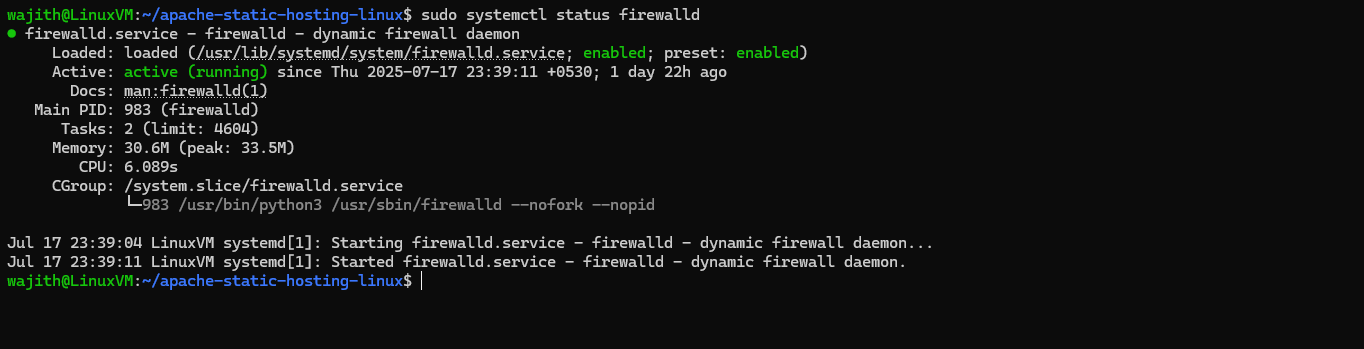 wajith@LinuxVM:~/apache-static-hosting-linux$ sudo systemctl status firewalld
● firewalld.service - firewalld - dynamic firewall daemon
     Loaded: loaded (/usr/lib/systemd/system/firewalld.service; enabled; preset: enabled)
     Active: active (running) since Thu 2025-07-17 23:39:11 +0530; 1 day 22h ago
       Docs: man:firewalld(1)
   Main PID: 983 (firewalld)
      Tasks: 2 (limit: 4604)
     Memory: 30.6M (peak: 33.5M)
        CPU: 6.089s
     CGroup: /system.slice/firewalld.service
             └─983 /usr/bin/python3 /usr/sbin/firewalld --nofork --nopid

Jul 17 23:39:04 LinuxVM systemd[1]: Starting firewalld.service - firewalld - dynamic firewall daemon...
Jul 17 23:39:11 LinuxVM systemd[1]: Started firewalld.service - firewalld - dynamic firewall daemon.
wajith@LinuxVM:~/apache-static-hosting-linux$